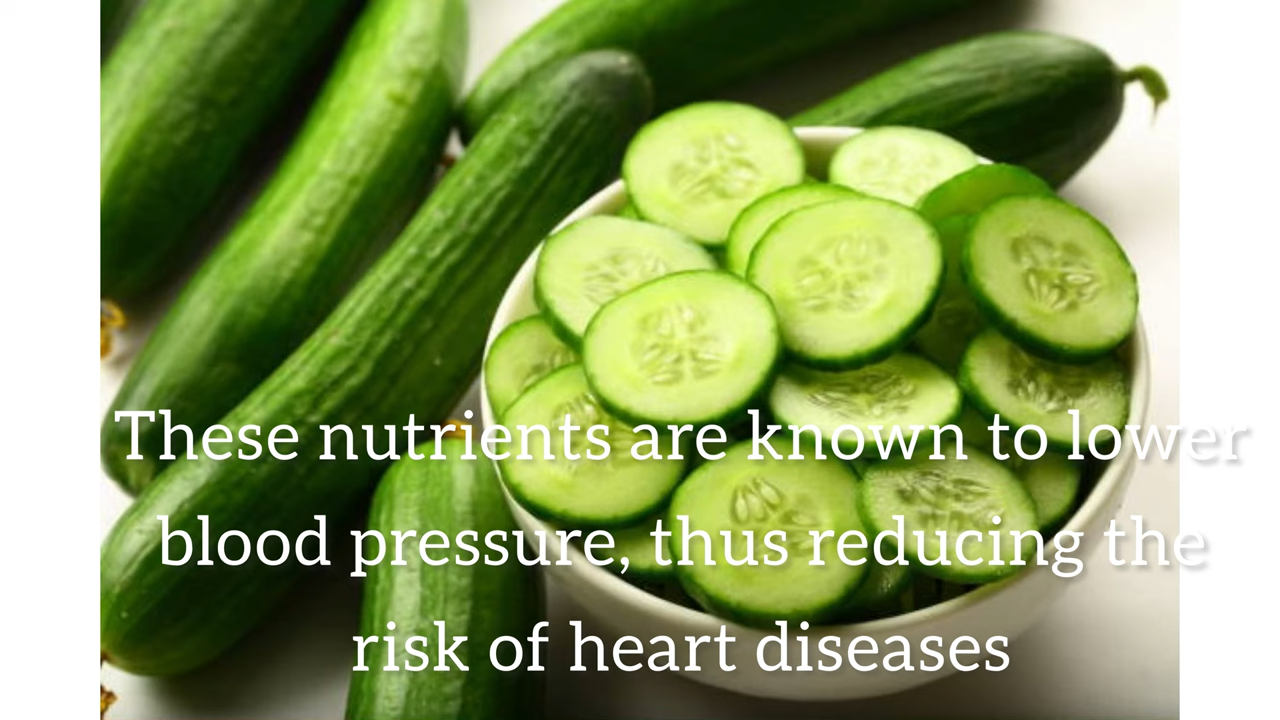 These nutrients are known to lower
blood pressure, thus reducing the
risk of heart diseases